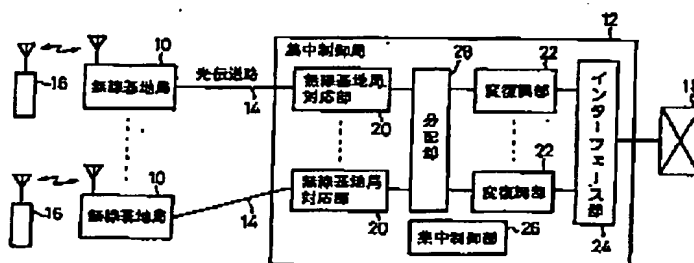 10
光伝送路
集中制御局
12
28
22
18
16
無線基地局
14
無線基地局
対応部
20
分配部
変復調部
インターフェース部
10
22
16
無線基地局
14
無線基地局
対応部
20
変復調部
集中制御部
26
24